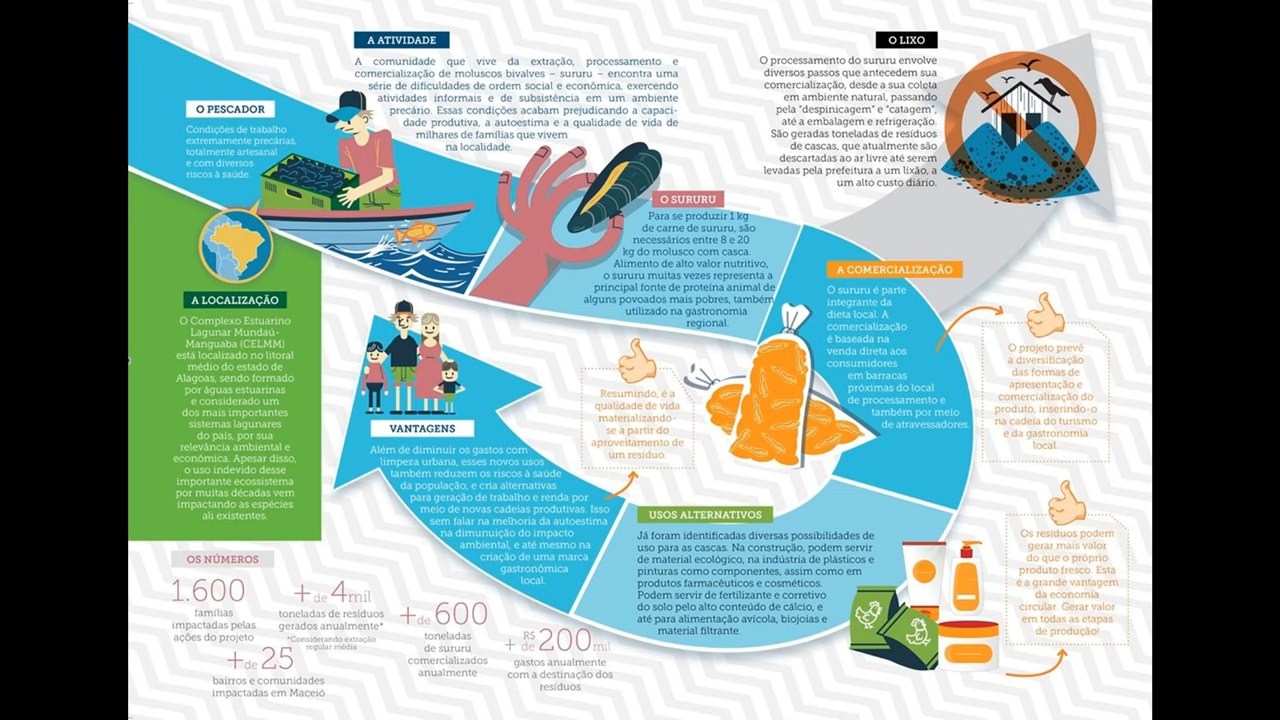 A ATIVIDADE
A comunidade que vive da extração, processamento e
comercialização de moluscos bivalves – sururu – encontra uma
série de dificuldades de ordem social e econômica, exercendo
atividades informais e de subsistência em um ambiente
precário. Essas condições acabam prejudicando a capaci-
dade produtiva, a autoestima e a qualidade de vida de
milhares de famílias que vivem
na localidade.
O LIXO
O processamento do sururu envolve
diversos passos que antecedem sua
comercialização, desde a sua coleta
em ambiente natural, passando
pela "despinicagem" e "catagem",
até a embalagem e refrigeração.
São geradas toneladas de resíduos
de cascas, que atualmente são
descartadas ao ar livre até serem
levadas pela prefeitura a um lixão, a
um alto custo diário.
O PESCADOR
Condições de trabalho
extremamente precárias,
totalmente artesanal
e com diversos
riscos à saúde.
O SURURU
Para se produzir 1 kg
de carne de sururu, são
necessários entre 8 e 20
kg do molusco com casca.
Alimento de alto valor nutritivo,
o sururu muitas vezes representa a
principal fonte de proteína animal de
alguns povoados mais pobres, também
utilizado na gastronomia
regional.
A COMERCIALIZAÇÃO
O sururu é parte
integrante da
dieta local. A
comercialização
é baseada na
venda direta aos
consumidores
em barracas
próximas do local
de processamento e
também por meio
de atravessadores.
O projeto prevê
a diversificação
das formas de
apresentação e
comercialização do
produto, inserindo-o
na cadeia do turismo
e da gastronomia
local.
A LOCALIZAÇÃO
O Complexo Estuarino
Lagunar Mundaú-
Manguaba (CELMM)
está localizado no litoral
médio do estado de
Alagoas, sendo formado
por águas estuarinas
e considerado um
dos mais importantes
sistemas lagunares
do país, por sua
relevância ambiental e
econômica. Apesar disso,
o uso indevido desse
importante ecossistema
por muitas décadas vem
impactando as espécies
ali existentes.
Resumindo, é a
qualidade de vida
materializando-
se a partir do
aproveitamento de
um resíduo.
VANTAGENS
Além de diminuir os gastos com
limpeza urbana, esses novos usos
também reduzem os riscos à saúde
da população, e cria alternativas
para geração de trabalho e renda por
meio de novas cadeias produtivas. Isso
sem falar na melhoria da autoestima
na dimunuição do impacto
ambiental, e até mesmo na
criação de uma marca
gastronômica
local.
USOS ALTERNATIVOS
Já foram identificadas diversas possibilidades de
uso para as cascas. Na construção, podem servir
de material ecológico, na indústria de plásticos e
pinturas como componentes, assim como em
produtos farmacêuticos e cosméticos.
Podem servir de fertilizante e corretivo
do solo pelo alto conteúdo de cálcio, e
até para alimentação avícola, biojoias e
material filtrante.
Os resíduos podem
gerar mais valor
do que o próprio
produto fresco. Esta
é a grande vantagem
da economia
circular. Gerar valor
em todas as etapas
de produção!
OS NÚMEROS
1.600
famílias
impactadas pelas
ações do projeto
+ de 4 mil
toneladas de resíduos
gerados anualmente*
*Considerando extração
regular média
+ de 600
toneladas
de sururu
comercializados
anualmente
R$
+ de 200 mil
gastos anualmente
com a destinação dos
resíduos
+ de 25
bairros e comunidades
impactadas em Maceió